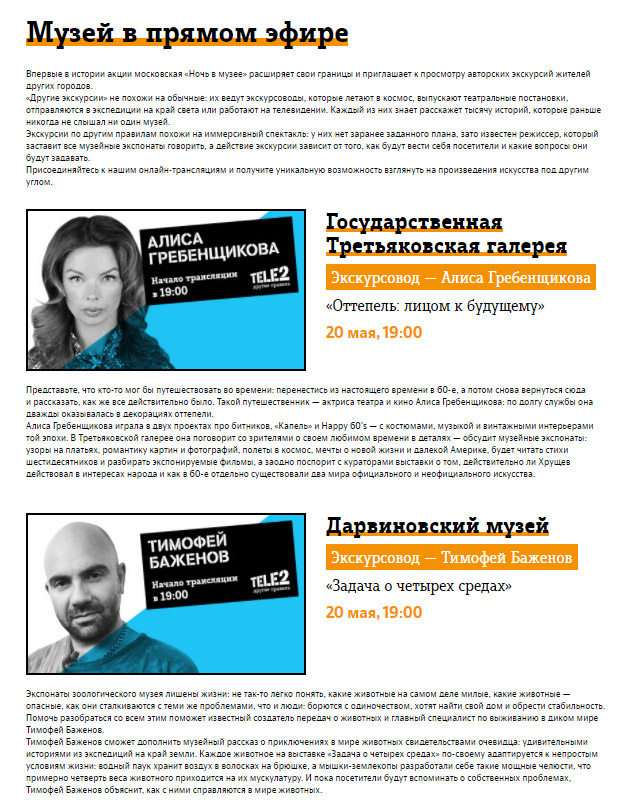 Музей в прямом эфире
Впервые в истории акции московская «Ночь в музее» расширяет свои границы и приглашает к просмотру авторских экскурсий жителей
других городов.
«Другие экскурсии» не похожи на обычные: их ведут экскурсоводы, которые летают в космос, выпускают театральные постановки,
отправляются в экспедиции на край света или работают на телевидении. Каждый из них знает расскажет тысячу историй, которые раньше
никогда не слышал ни один музей.
Экскурсии по другим правилам похожи на иммерсивный спектакль: у них нет заранее заданного плана, зато известен режиссер, который
заставит все музейные экспонаты говорить, а действие экскурсии зависит от того, как будут вести себя посетители и какие вопросы они
будут задавать.
Присоединяйтесь к нашим онлайн-трансляциям и получите уникальную возможность взглянуть на произведения искусства под другим
углом.
АЛИСА
ГРЕБЕНЩИКОВА
Начало трансляции
в 19:00
TELE2
другие правила
Государственная
Третьяковская галерея
Экскурсовод — Алиса Гребенщикова
«Оттепель: лицом к будущему»
20 мая, 19:00
Представьте, что кто-то мог бы путешествовать во времени: перенестись из настоящего времени в 60-е, а потом снова вернуться сюда
и рассказать, как же все действительно было. Такой путешественник — актриса театра и кино Алиса Гребенщикова: по долгу службы она
дважды оказывалась в декорациях оттепели.
Алиса Гребенщикова играла в двух проектах про битников, «Капель» и Happy 60's — с костюмами, музыкой и винтажными интерьерами
той эпохи. В Третьяковской галерее она поговорит со зрителями о своем любимом времени в деталях — обсудит музейные экспонаты:
узоры на платьях, романтику картин и фотографий, полеты в космос, мечты о новой жизни и далекой Америке, будет читать стихи
шестидесятников и разбирать экспонируемые фильмы, а заодно поспорит с кураторами выставки о том, действительно ли Хрущев
действовал в интересах народа и как в 60-е отдельно существовали два мира официального и неофициального искусства.
ТИМОФЕЙ
БАЖЕНОВ
Начало трансляции
в 19:00
TELE2
другие правила
Дарвиновский музей
Экскурсовод — Тимофей Баженов
«Задача о четырех средах»
20 мая, 19:00
Экспонаты зоологического музея лишены жизни: не так-то легко понять, какие животные на самом деле милые, какие животные —
опасные, как они сталкиваются с теми же проблемами, что и люди: борются с одиночеством, хотят найти свой дом и обрести стабильность.
Помочь разобраться со всем этим поможет известный создатель передач о животных и главный специалист по выживанию в диком мире
Тимофей Баженов.
Тимофей Баженов сможет дополнить музейный рассказ о приключениях в мире животных свидетельствами очевидца; удивительными
историями из экспедиций на край земли. Каждое животное на выставке «Задача о четырех средах» по-своему адаптируется к непростым
условиям жизни: водный паук хранит воздух в волосках на брюшке, а мышки-землекопы разработали себе такие мощные челюсти, что
примерно четверть веса животного приходится на их мускулатуру. И пока посетители будут вспоминать о собственных проблемах,
Тимофей Баженов объяснит, как с ними справляются в мире животных.